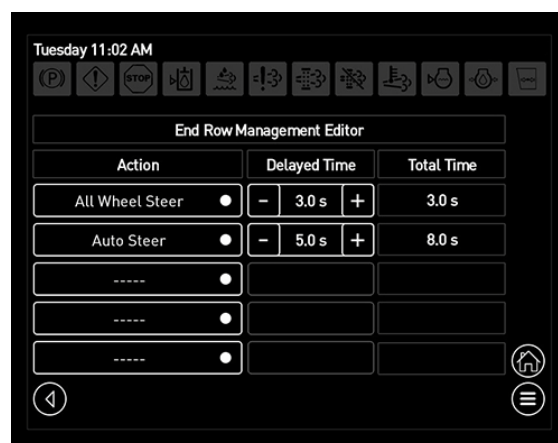 Tuesday 11:02 AM
(P) STOP
End Row Management Editor
Action Delayed Time Total Time
All Wheel Steer - 3.0 s + 3.0 s
Auto Steer - 5.0 s + 8.0 s
-----
-----
-----